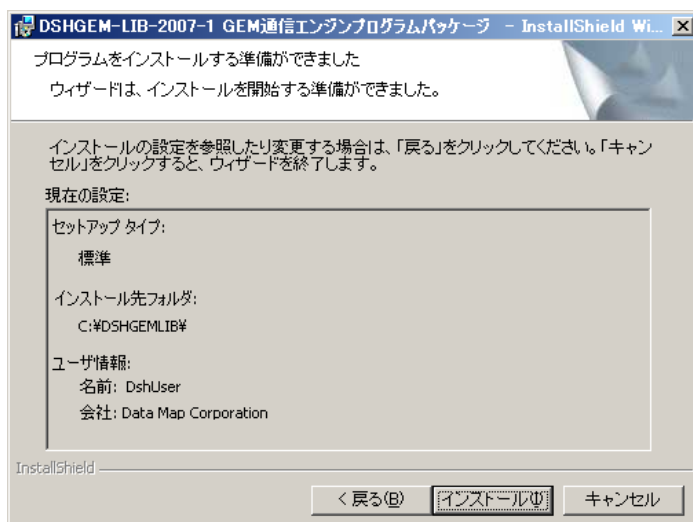 DSHGEM-LIB-2007-1 GEM通信エンジンプログラムパッケージ - InstallShield Wi...
プログラムをインストールする準備ができました
ウィザードは、インストールを開始する準備ができました。
インストールの設定を参照したり変更する場合は、「戻る」をクリックしてください。「キャン
セル」をクリックすると、ウィザードを終了します。
現在の設定:
セットアップ タイプ:
標準
インストール先フォルダ:
C:¥DSHGEMLIB¥
ユーザ情報:
名前: DshUser
会社: Data Map Corporation
InstallShield
< 戻る(B) インストール(I) キャンセル